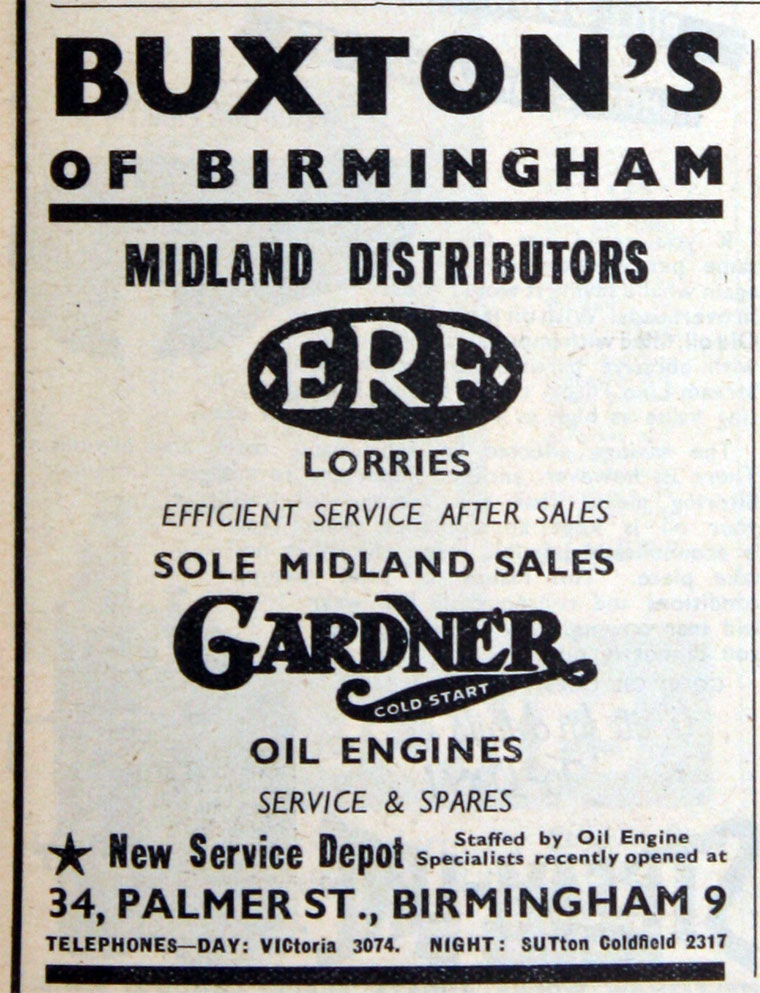 BUXTON'S
OF BIRMINGHAM
MIDLAND DISTRIBUTORS
ERF
LORRIES
EFFICIENT SERVICE AFTER SALES
SOLE MIDLAND SALES
GARDNER
COLD START
OIL ENGINES
SERVICE & SPARES
★ New Service Depot Staffed by Oil Engine
Specialists recently opened at
34, PALMER ST., BIRMINGHAM 9
TELEPHONES—DAY: VICtoria 3074. NIGHT: SUTton Coldfield 2317